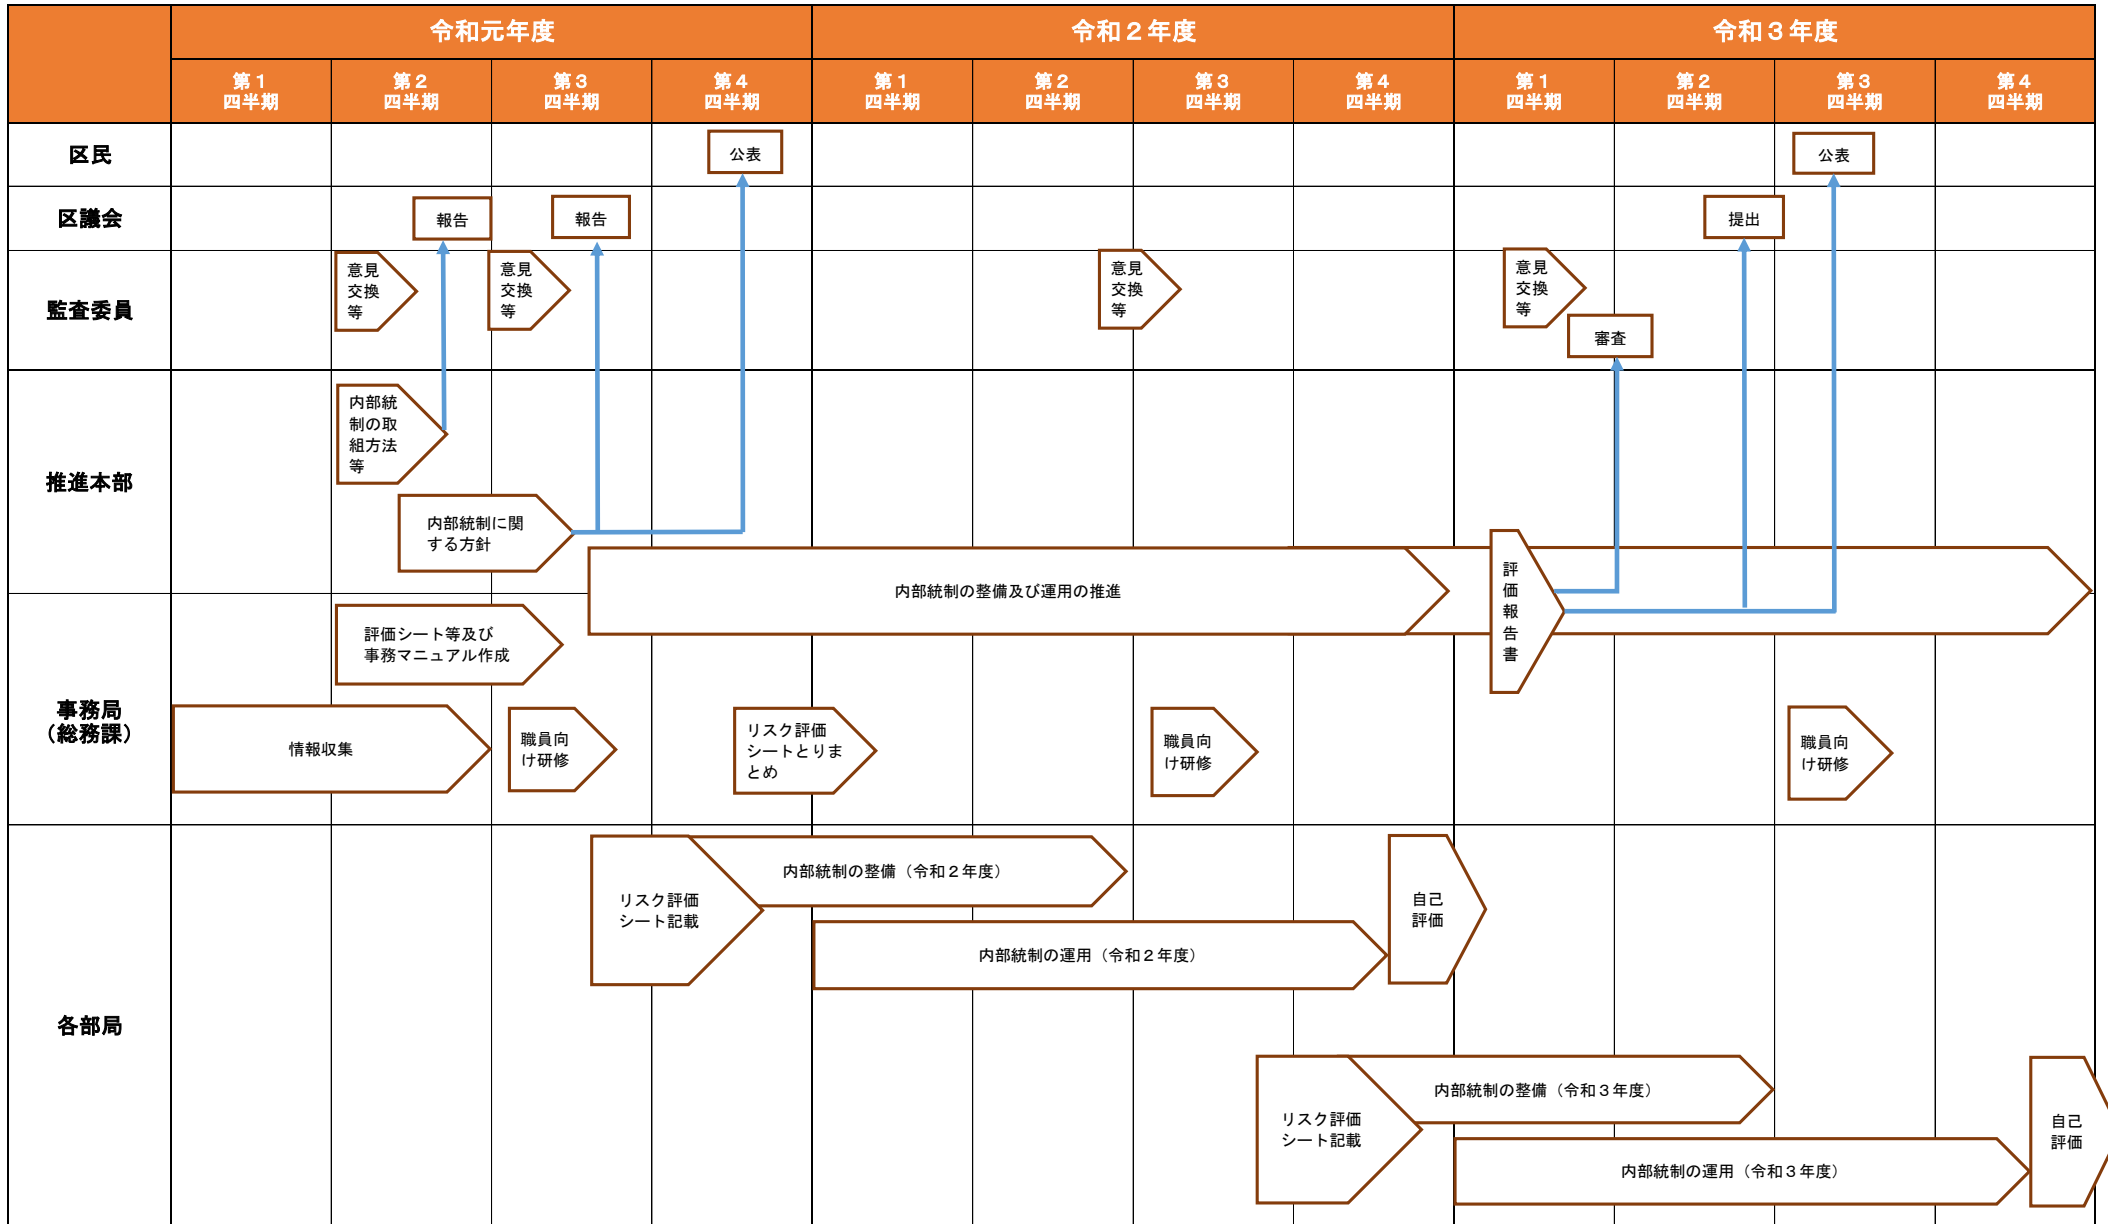 令和元年度
令和２年度
令和３年度
第１
四半期
第２
四半期
第３
四半期
第４
四半期
第１
四半期
第２
四半期
第３
四半期
第４
四半期
第１
四半期
第２
四半期
第３
四半期
第４
四半期
区民
公表
公表
区議会
報告
報告
提出
監査委員
意見
交換
等
意見
交換
等
意見
交換
等
意見
交換
等
審査
推進本部
内部統
制の取
組方法
等
内部統制に関
する方針
内部統制の整備及び運用の推進
評
価
報
告
書
事務局
（総務課）
評価シート等及び
事務マニュアル作成
情報収集
職員向
け研修
リスク評価
シートとりま
とめ
職員向
け研修
職員向
け研修
各部局
リスク評価
シート記載
内部統制の整備（令和２年度）
内部統制の運用（令和２年度）
自己
評価
リスク評価
シート記載
内部統制の整備（令和３年度）
内部統制の運用（令和３年度）
自己
評価